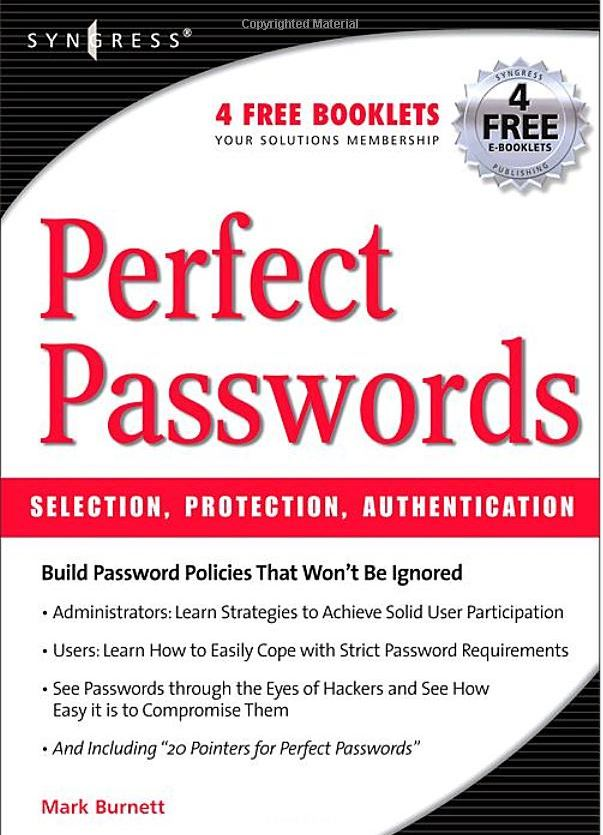 Copyrighted Material
SYNGRESS®
4 FREE BOOKLETS
YOUR SOLUTIONS MEMBERSHIP
SYNGRESS
4
FREE
E-BOOKLETS
PUBLISHING
Perfect
Passwords
SELECTION, PROTECTION, AUTHENTICATION
Build Password Policies That Won't Be Ignored
• Administrators: Learn Strategies to Achieve Solid User Participation
• Users: Learn How to Easily Cope with Strict Password Requirements
• See Passwords through the Eyes of Hackers and See How
Easy it is to Compromise Them
• And Including "20 Pointers for Perfect Passwords"
Mark Burnett